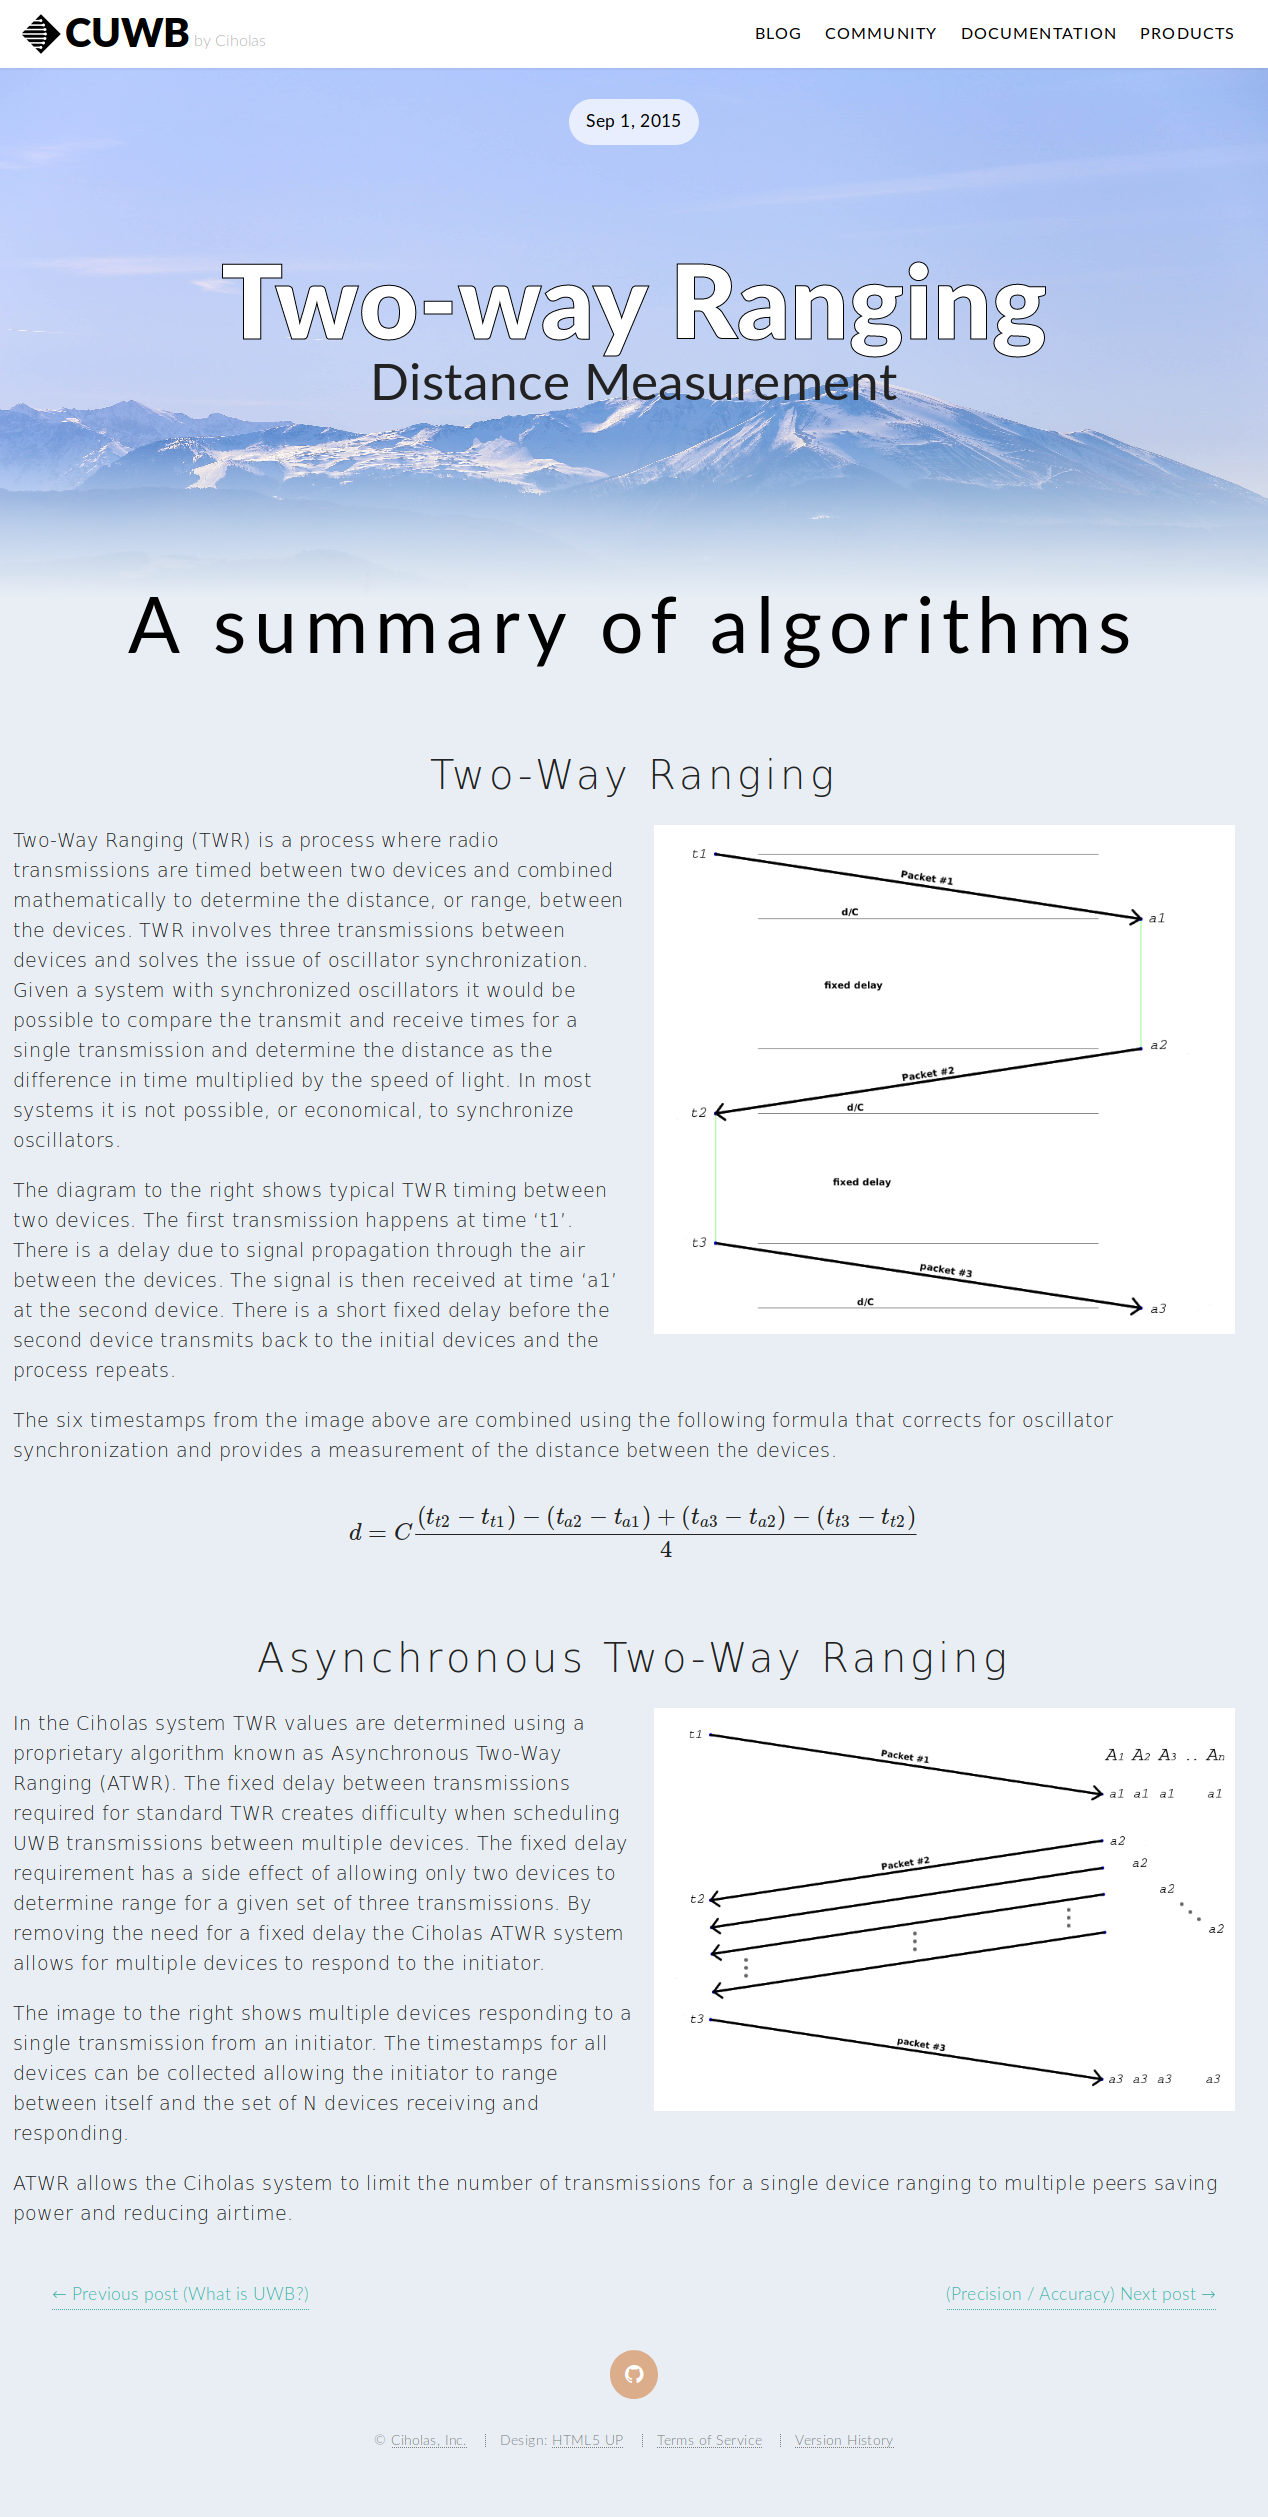 CUWB by Ciholas
BLOG COMMUNITY DOCUMENTATION PRODUCTS
Sep 1, 2015
Two-way Ranging
Distance Measurement
A summary of algorithms
Two-Way Ranging
Two-Way Ranging (TWR) is a process where radio
transmissions are timed between two devices and combined
mathematically to determine the distance, or range, between
the devices. TWR involves three transmissions between
devices and solves the issue of oscillator synchronization.
Given a system with synchronized oscillators it would be
possible to compare the transmit and receive times for a
single transmission and determine the distance as the
difference in time multiplied by the speed of light. In most
systems it is not possible, or economical, to synchronize
oscillators.
The diagram to the right shows typical TWR timing between
two devices. The first transmission happens at time ‘t1’.
There is a delay due to signal propagation through the air
between the devices. The signal is then received at time ‘a1’
at the second device. There is a short fixed delay before the
second device transmits back to the initial devices and the
process repeats.
t1
Packet #1
d/C
a1
fixed delay
a2
Packet #2
t2
d/C
fixed delay
t3
packet #3
d/C
a3
The six timestamps from the image above are combined using the following formula that corrects for oscillator
synchronization and provides a measurement of the distance between the devices.
d = C (t_{t2} − t_{t1}) − (t_{a2} − t_{a1}) + (t_{a3} − t_{a2}) − (t_{t3} − t_{t2})
4
Asynchronous Two-Way Ranging
In the Ciholas system TWR values are determined using a
proprietary algorithm known as Asynchronous Two-Way
Ranging (ATWR). The fixed delay between transmissions
required for standard TWR creates difficulty when scheduling
UWB transmissions between multiple devices. The fixed delay
requirement has a side effect of allowing only two devices to
determine range for a given set of three transmissions. By
removing the need for a fixed delay the Ciholas ATWR system
allows for multiple devices to respond to the initiator.
The image to the right shows multiple devices responding to a
single transmission from an initiator. The timestamps for all
devices can be collected allowing the initiator to range
between itself and the set of N devices receiving and
responding.
t1
Packet #1
A1 A2 A3 .. An
a1 a1 a1 a1
a2
Packet #2
a2
t2
a2
a2
t3
packet #3
a3 a3 a3 a3
ATWR allows the Ciholas system to limit the number of transmissions for a single device ranging to multiple peers saving
power and reducing airtime.
← Previous post (What is UWB?)
(Precision / Accuracy) Next post →
© Ciholas, Inc. Design: HTML5 UP Terms of Service Version History